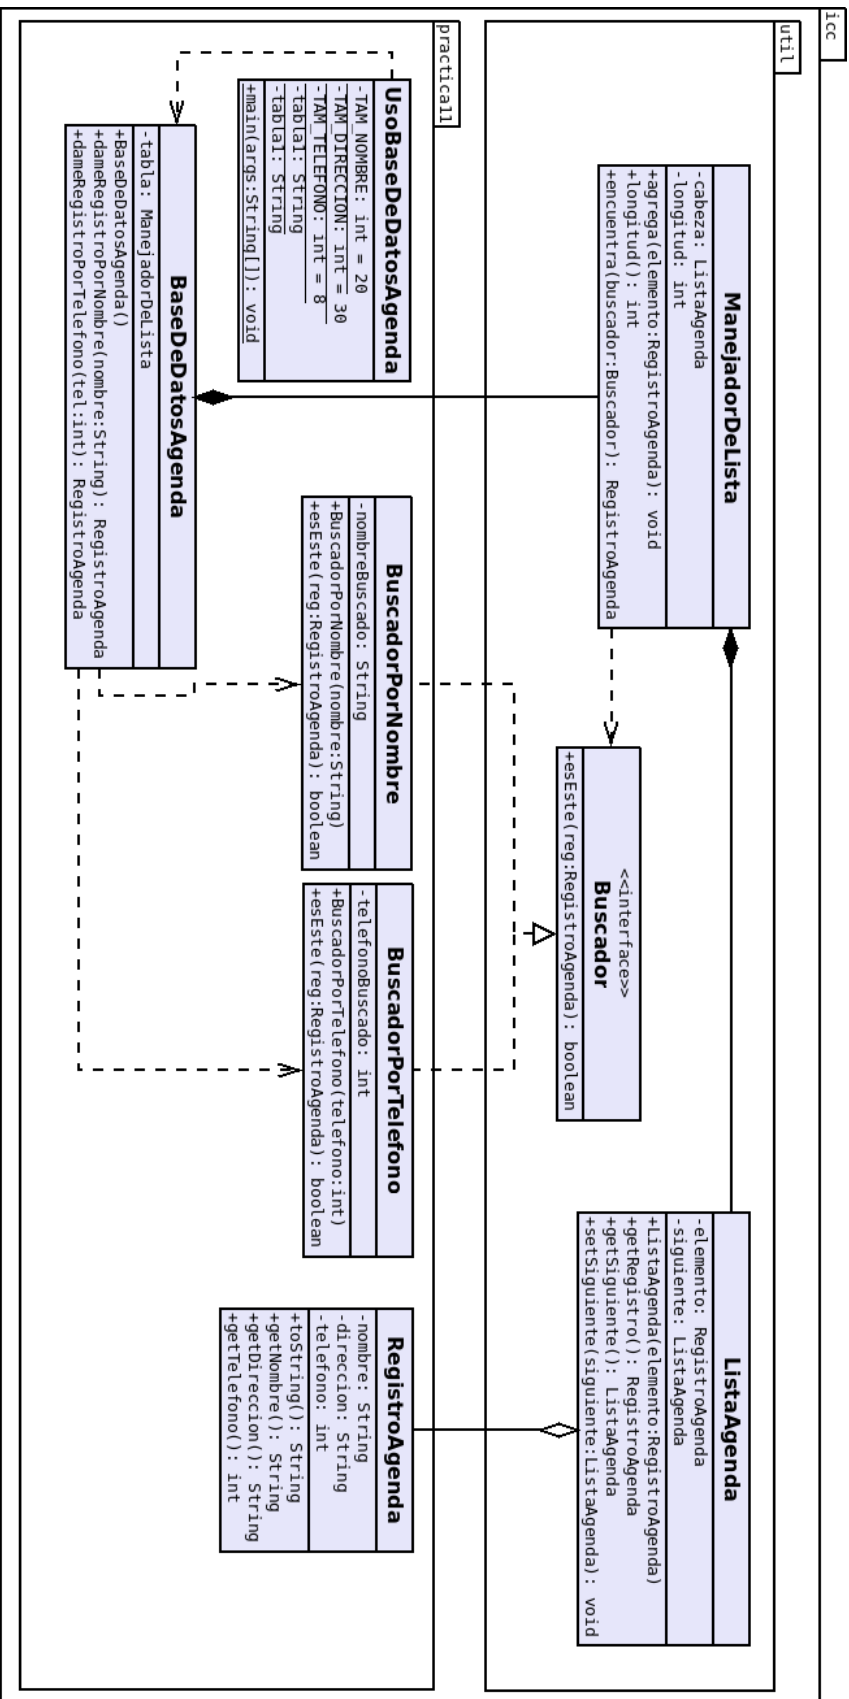 icc
util
ManejadorDeLista
-cabeza: ListaAgenda
-longitud: int
+agrega(elemento:RegistroAgenda): void
+longitud(): int
+encuentra(buscador:Buscador): RegistroAgenda
<<interface>>
Buscador
+esEste(reg:RegistroAgenda): boolean
ListaAgenda
-elemento: RegistroAgenda
-siguiente: ListaAgenda
+ListaAgenda(elemento:RegistroAgenda)
+getRegistro(): RegistroAgenda
+getSiguiente(): ListaAgenda
+setSiguiente(siguiente:ListaAgenda): void
practica11
UsoBaseDeDatosAgenda
-TAM_NOMBRE: int = 20
-TAM_DIRECCION: int = 30
-TAM_TELEFONO: int = 8
-tabla1: String
-tabla1: String
+main(args:String[]): void
BuscadorPorNombre
-nombreBuscado: String
+BuscadorPorNombre(nombre:String)
+esEste(reg:RegistroAgenda): boolean
BuscadorPorTelefono
-telefonoBuscado: int
+BuscadorPorTelefono(telefono:int)
+esEste(reg:RegistroAgenda): boolean
RegistroAgenda
-nombre: String
-direccion: String
-telefono: int
+toString(): String
+getNombre(): String
+getDireccion(): String
+getTelefono(): int
BaseDeDatosAgenda
-tabla: ManejadorDeLista
+BaseDeDatosAgenda()
+dameRegistroPorNombre(nombre:String): RegistroAgenda
+dameRegistroPorTelefono(tel:int): RegistroAgenda